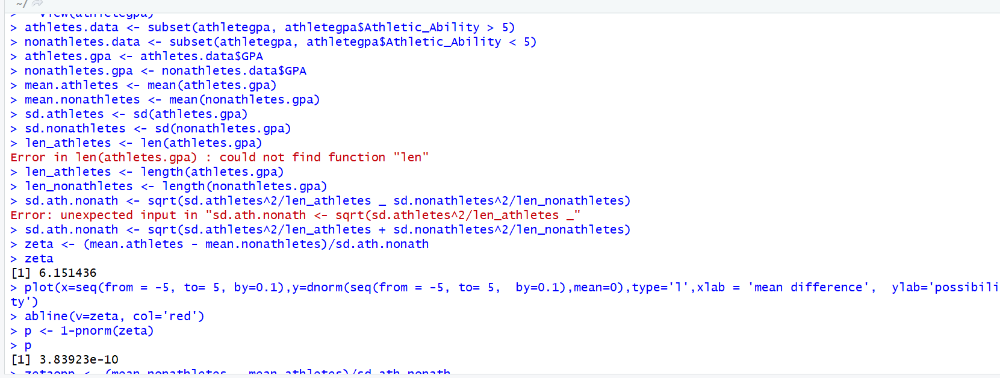 ~/
> View(athletegpa)
> athletes.data <- subset(athletegpa, athletegpa$Athletic_Ability > 5)
> nonathletes.data <- subset(athletegpa, athletegpa$Athletic_Ability < 5)
> athletes.gpa <- athletes.data$GPA
> nonathletes.gpa <- nonathletes.data$GPA
> mean.athletes <- mean(athletes.gpa)
> mean.nonathletes <- mean(nonathletes.gpa)
> sd.athletes <- sd(athletes.gpa)
> sd.nonathletes <- sd(nonathletes.gpa)
> len_athletes <- len(athletes.gpa)
Error in len(athletes.gpa) : could not find function "len"
> len_athletes <- length(athletes.gpa)
> len_nonathletes <- length(nonathletes.gpa)
> sd.ath.nonath <- sqrt(sd.athletes^2/len_athletes _ sd.nonathletes^2/len_nonathletes)
Error: unexpected input in "sd.ath.nonath <- sqrt(sd.athletes^2/len_athletes _"
> sd.ath.nonath <- sqrt(sd.athletes^2/len_athletes + sd.nonathletes^2/len_nonathletes)
> zeta <- (mean.athletes - mean.nonathletes)/sd.ath.nonath
> zeta
[1] 6.151436
> plot(x=seq(from = -5, to= 5, by=0.1),y=dnorm(seq(from = -5, to= 5,  by=0.1),mean=0),type='l',xlab = 'mean difference',  ylab='possibili
ty')
> abline(v=zeta, col='red')
> p <- 1-pnorm(zeta)
> p
[1] 3.83923e-10
> zetaopp <- (mean.nonathletes - mean.athletes)/sd.ath.nonath